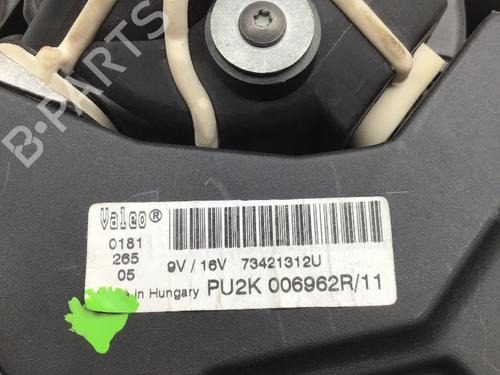 B-PARTS
Valeo®
0181
265
05
9V / 16V 73421312U
in Hungary PU2K 006962R/11